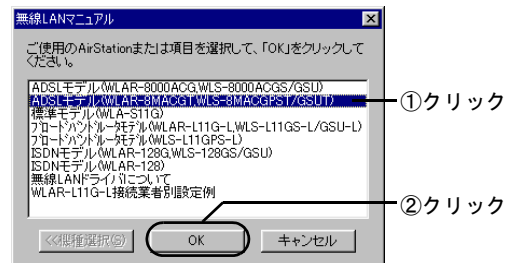 無線LANマニュアル
ご使用のAirStationまたは項目を選択して、「OK」をクリックして
ください。
ADSLモデル(WLAR-8000ACG,WLS-8000ACGS/GSU)
ADSLモデル(WLAR-8MACGT,WLS-8MACGPST/GSUT)
標準モデル(WLA-S11G)
ブロードバンドルータモデル(WLAR-L11G-L,WLS-L11GS-L/GSU-L)
ブロードバンドルータモデル(WLS-L11GPS-L)
ISDNモデル(WLAR-128G,WLS-128GS/GSU)
ISDNモデル(WLAR-128)
無線LANドライバについて
WLAR-L11G-L接続業者別設定例
①クリック
②クリック
<<機種選択(S)
OK
キャンセル